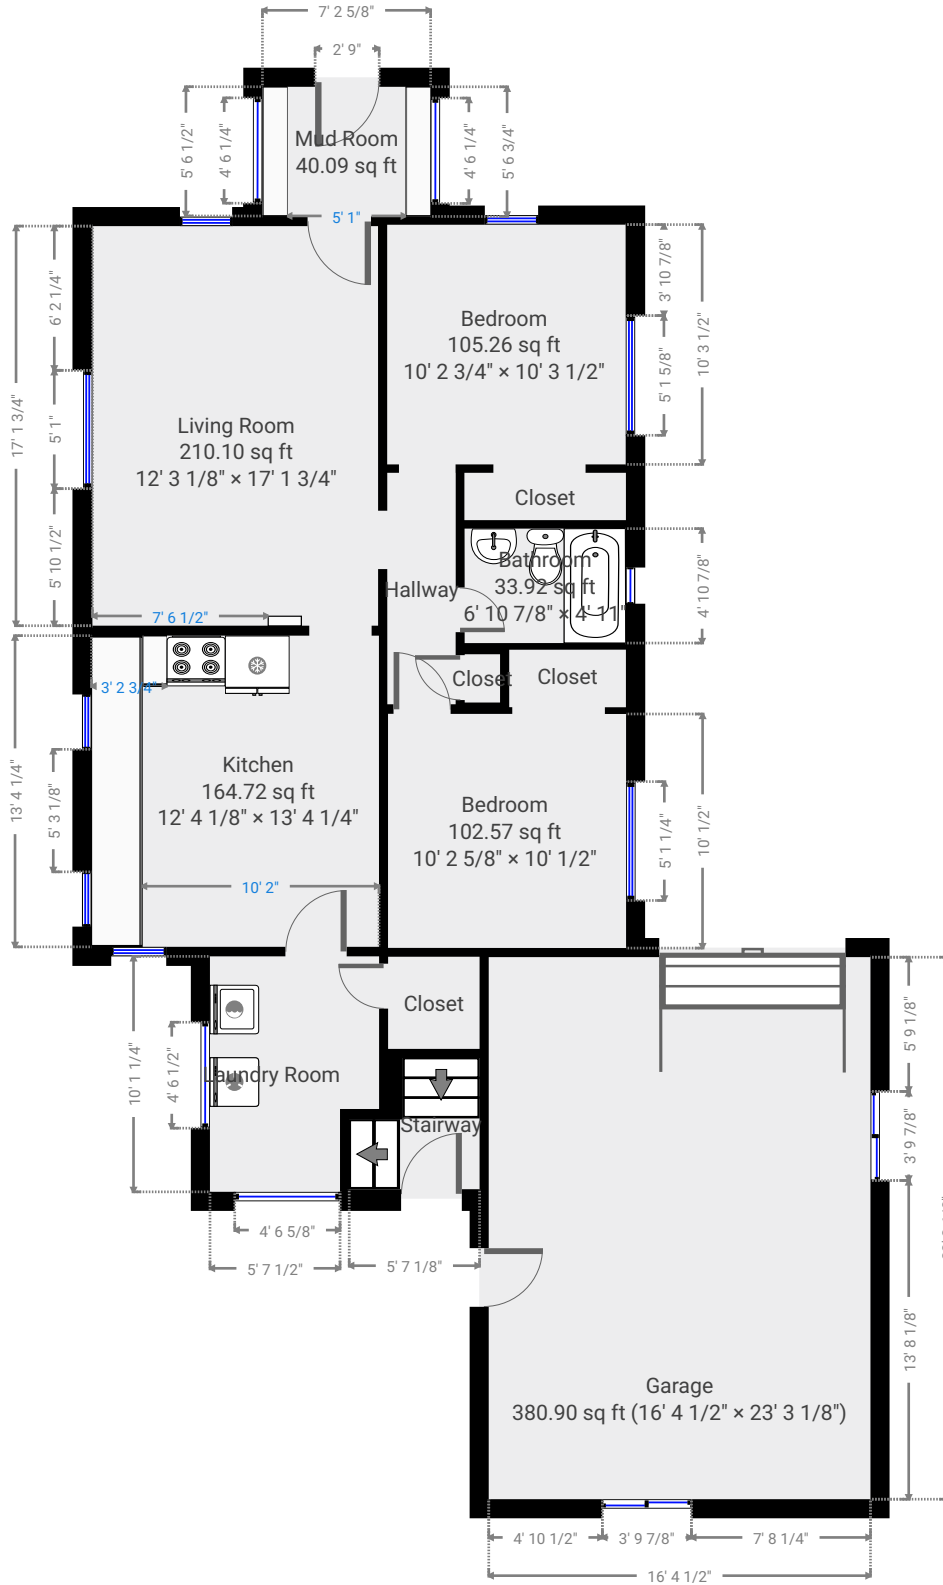 7' 2 5/8"
2' 9"
5' 6 1/2"
4' 6 1/4"
Mud Room
40.09 sq ft
4' 6 1/4"
5' 6 3/4"
5' 1"
17' 1 3/4"
6' 2 1/4"
5' 1"
5' 10 1/2"
Living Room
210.10 sq ft
12' 3 1/8" × 17' 1 3/4"
7' 6 1/2"
Bedroom
105.26 sq ft
10' 2 3/4" × 10' 3 1/2"
3' 10 7/8"
5' 1 5/8"
10' 3 1/2"
Closet
Hallway
Bathroom
33.92 sq ft
6' 10 7/8" × 4' 11"
4' 10 7/8"
Closet
Closet
3' 2 3/4"
13' 4 1/4"
5' 3 1/8"
Kitchen
164.72 sq ft
12' 4 1/8" × 13' 4 1/4"
10' 2"
Bedroom
102.57 sq ft
10' 2 5/8" × 10' 1/2"
5' 1 1/4"
10' 1/2"
Closet
10' 1 1/4"
4' 6 1/2"
Laundry Room
Stairway
4' 6 5/8"
5' 7 1/2"
5' 7 1/8"
5' 9 1/8"
3' 9 7/8"
13' 8 1/8"
Garage
380.90 sq ft (16' 4 1/2" × 23' 3 1/8")
4' 10 1/2"
3' 9 7/8"
7' 8 1/4"
16' 4 1/2"